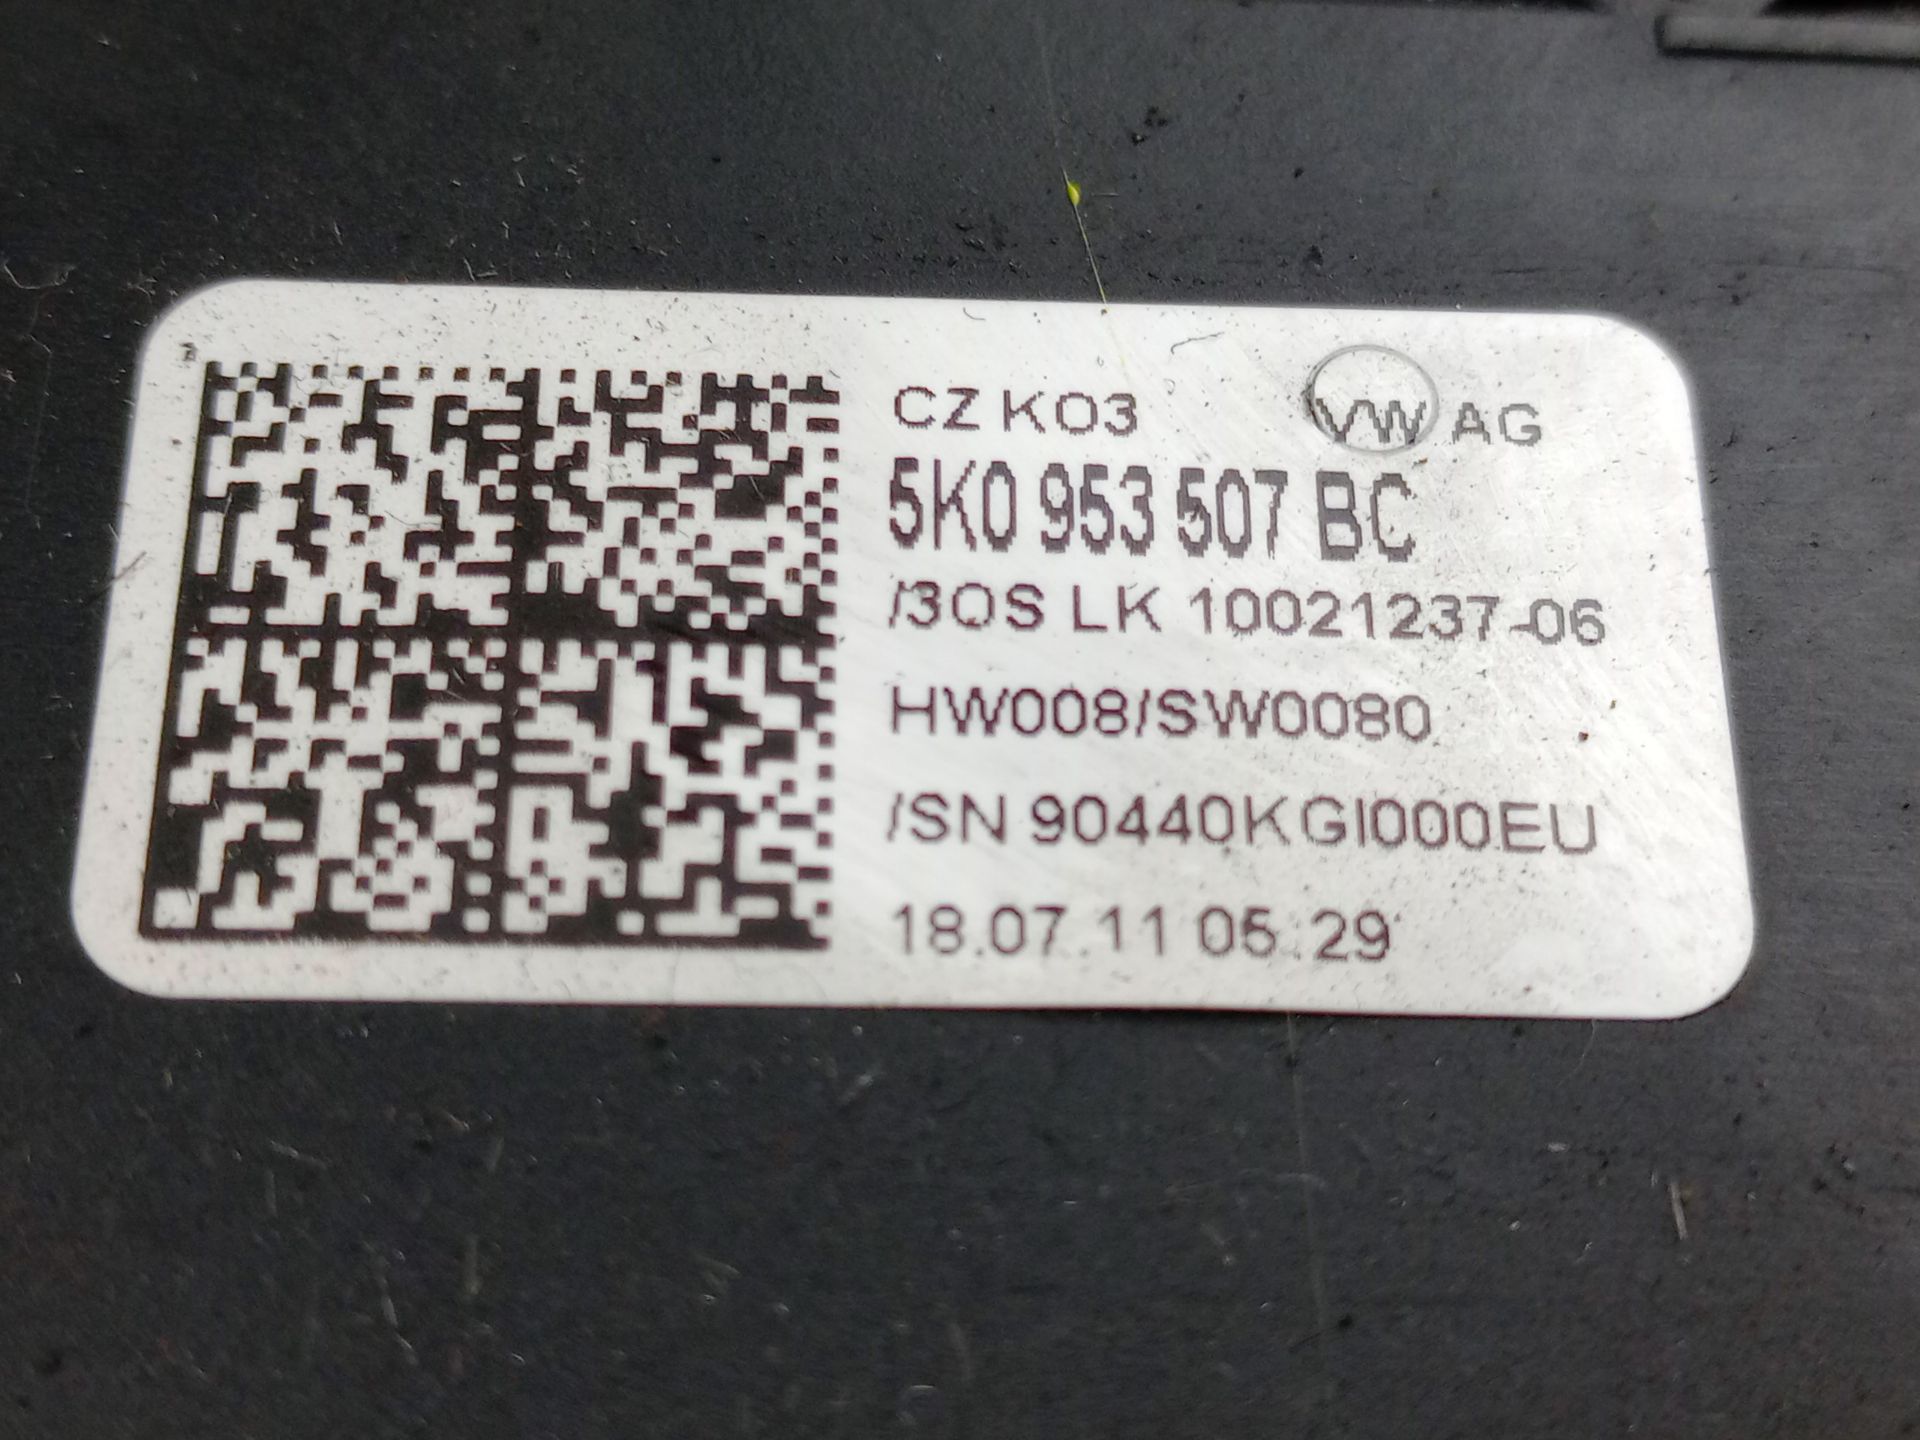 CZ KO3 VW AG
5K0 953 507 BC
/3OS LK 10021237-06
HW008/SW0080
/SN 90440KGI000EU
18.07.11 05:29